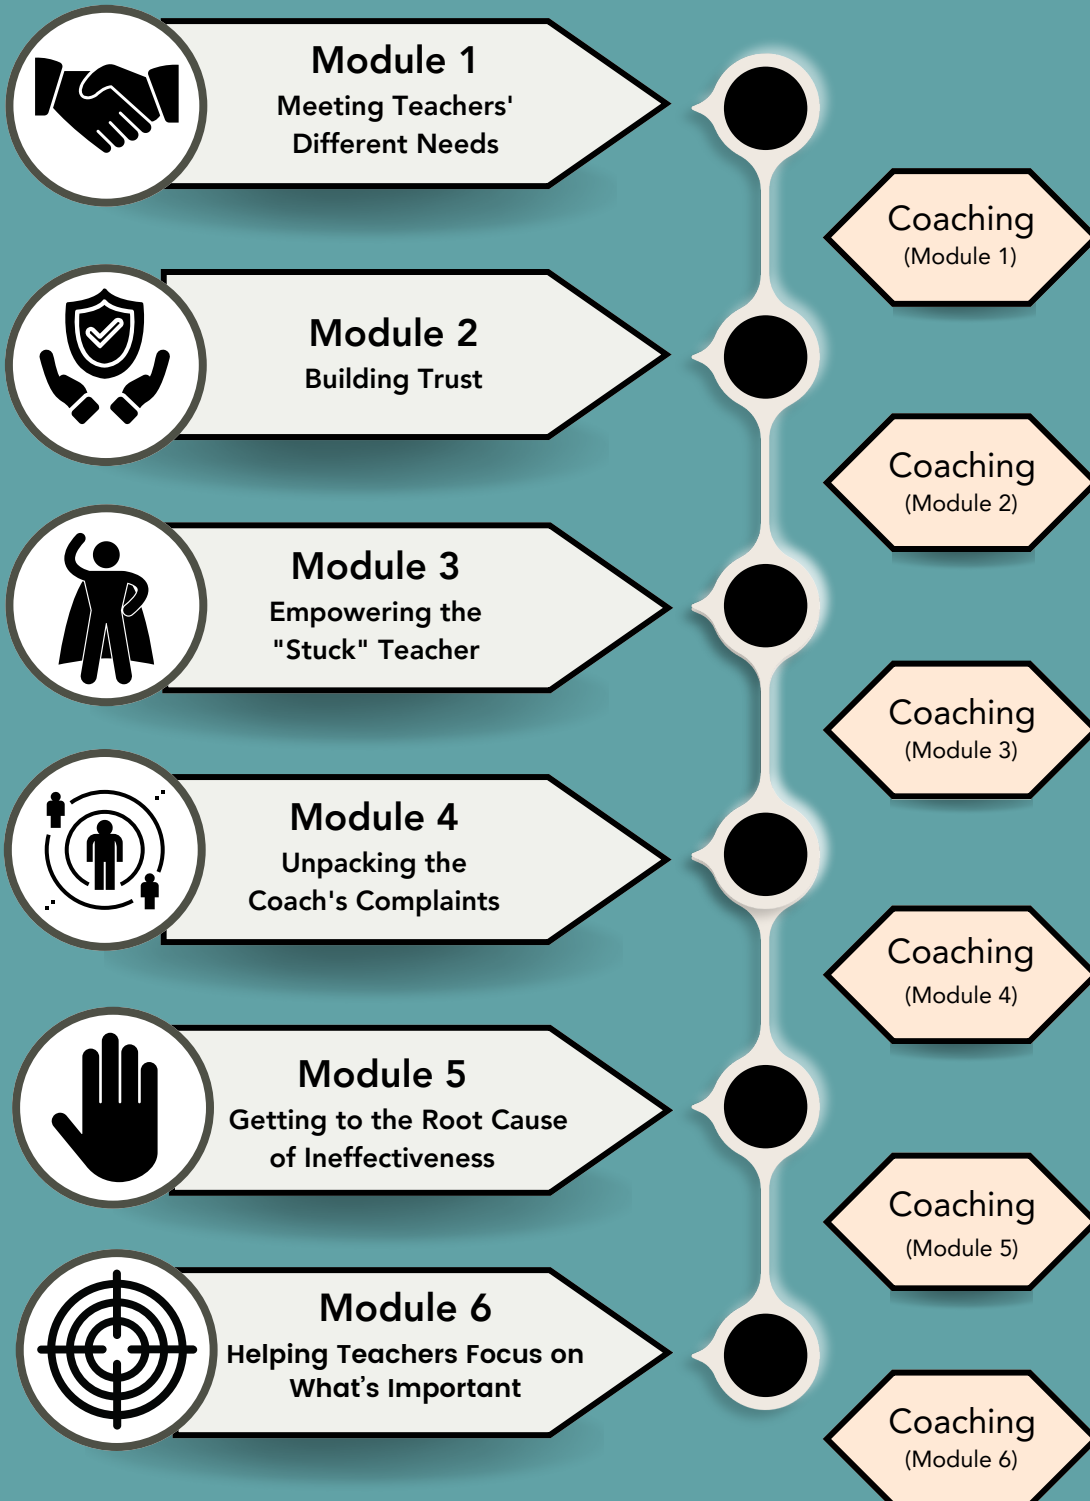 Module 1
Meeting Teachers'
Different Needs
Coaching
(Module 1)
Module 2
Building Trust
Coaching
(Module 2)
Module 3
Empowering the
"Stuck" Teacher
Coaching
(Module 3)
Module 4
Unpacking the
Coach's Complaints
Coaching
(Module 4)
Module 5
Getting to the Root Cause
of Ineffectiveness
Coaching
(Module 5)
Module 6
Helping Teachers Focus on
What's Important
Coaching
(Module 6)